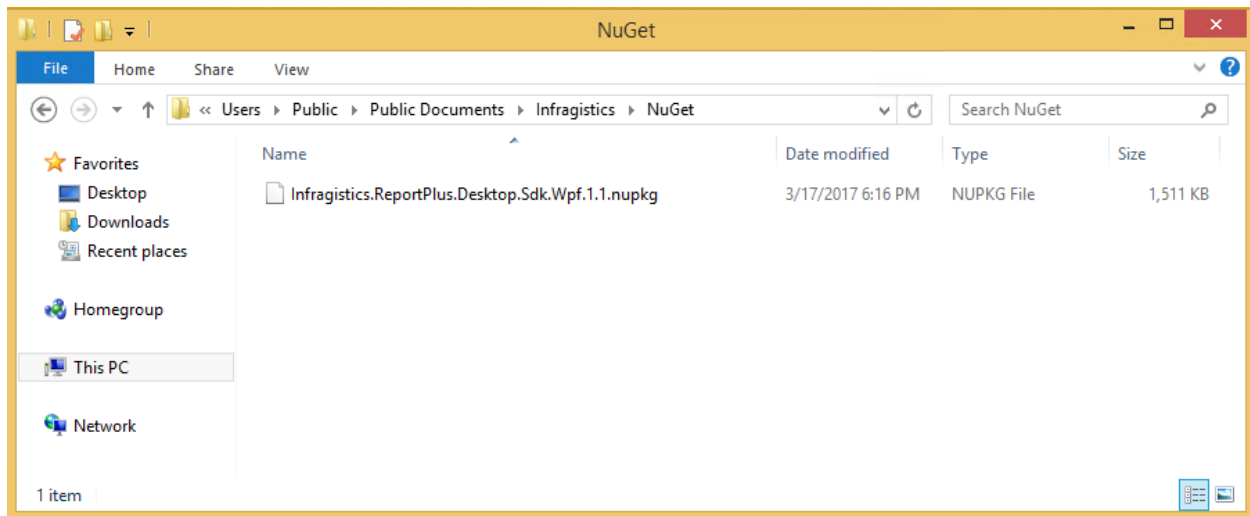 NuGet
File Home Share View
« Users Public Public Documents Infragistics NuGet Search NuGet
Name Date modified Type Size
Favorites
Infragistics.ReportPlus.Desktop.Sdk.Wpf.1.1.nupkg 3/17/2017 6:16 PM NUPKG File 1,511 KB
Desktop
Downloads
Recent places
Homegroup
This PC
Network
1 item